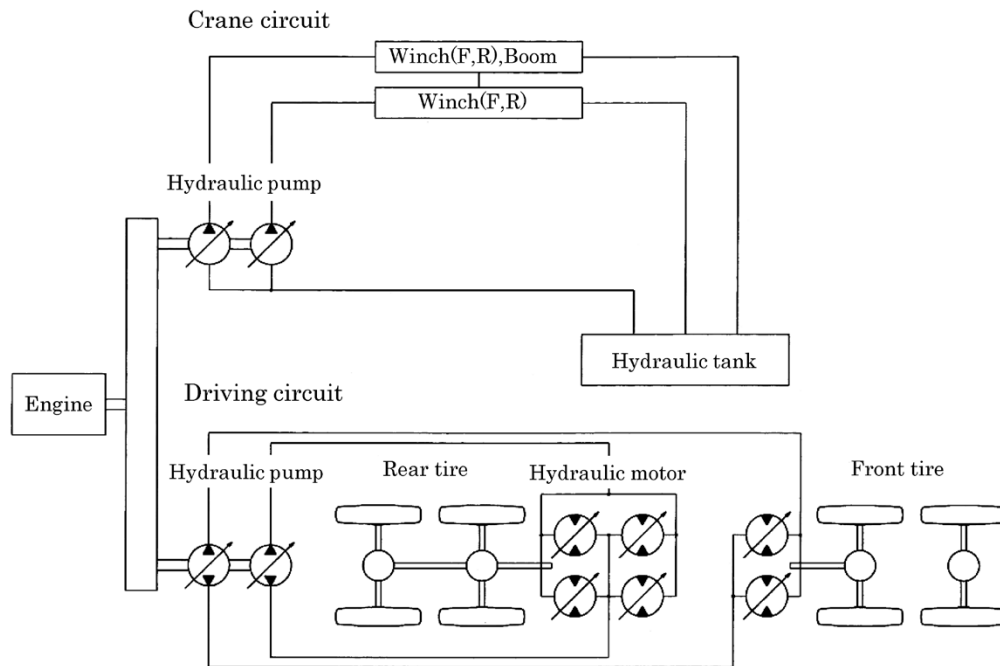 Crane circuit
Winch(F,R),Boom
Winch(F,R)
Hydraulic pump
Hydraulic tank
Engine
Driving circuit
Hydraulic pump
Rear tire
Hydraulic motor
Front tire